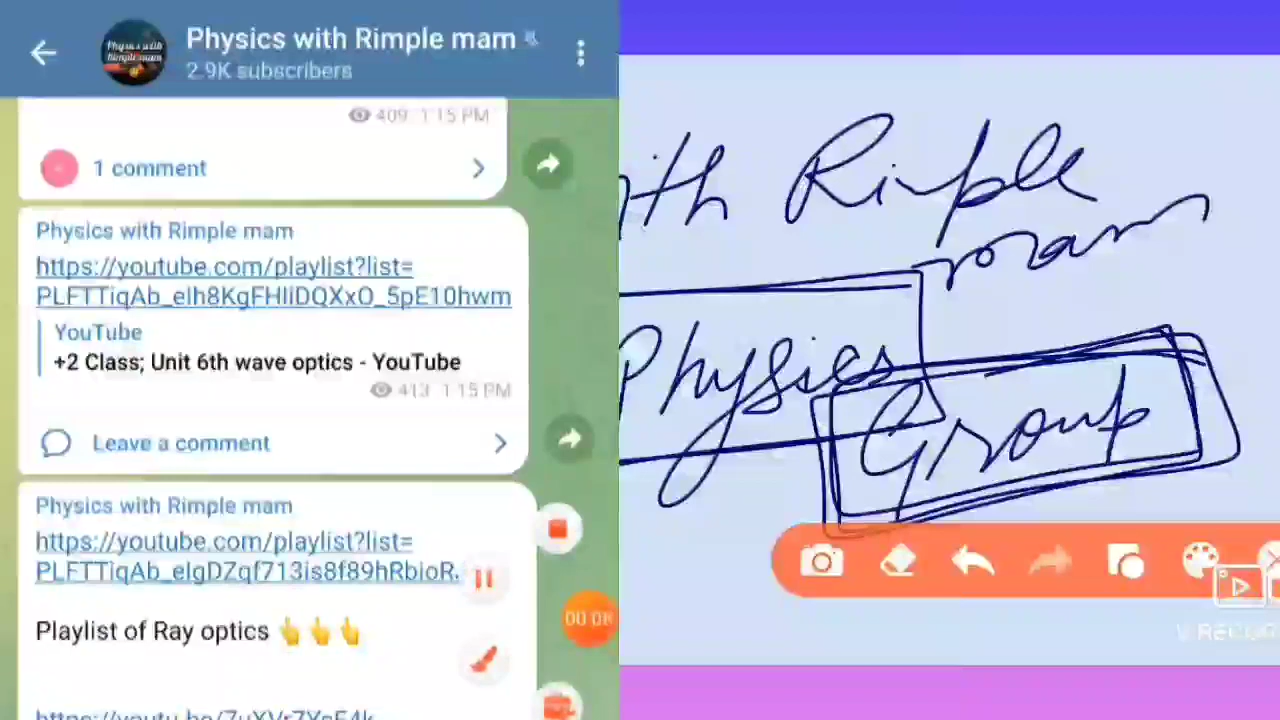 Physics with Rimple mam
2.9K subscribers
409 1:15 PM
1 comment
Physics with Rimple mam
https://youtube.com/playlist?list=
PLFTTiqAb_elh8KgFHIIDQXxO_5pE10hwm
YouTube
+2 Class; Unit 6th wave optics - YouTube
413 1:15 PM
Leave a comment
Physics with Rimple mam
https://youtube.com/playlist?list=
PLFTTiqAb_elgDZqf713is8f89hRbioR.
Playlist of Ray optics 👆👆👆
00:06
ith Rimple
mam
Physics
Group